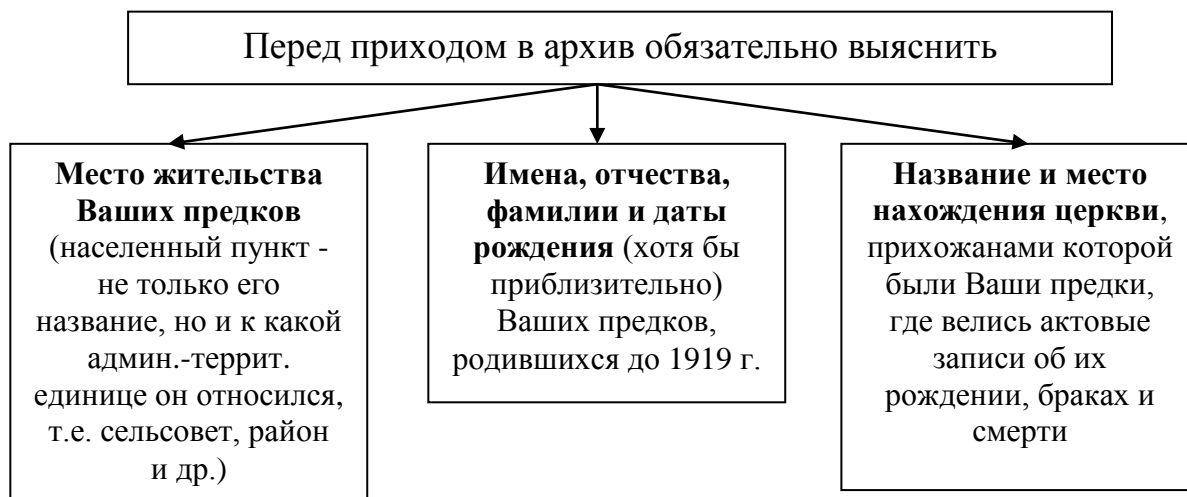 Перед приходом в архив обязательно выяснить
Место жительства
Ваших предков
(населенный пункт -
не только его
название, но и к какой
админ.-террит.
единице он относился,
т.е. сельсовет, район
и др.)
Имена, отчества,
фамилии и даты
рождения (хотя бы
приблизительно)
Ваших предков,
родившихся до 1919 г.
Название и место
нахождения церкви,
прихожанами которой
были Ваши предки,
где велись актовые
записи об их
рождении, браках и
смерти